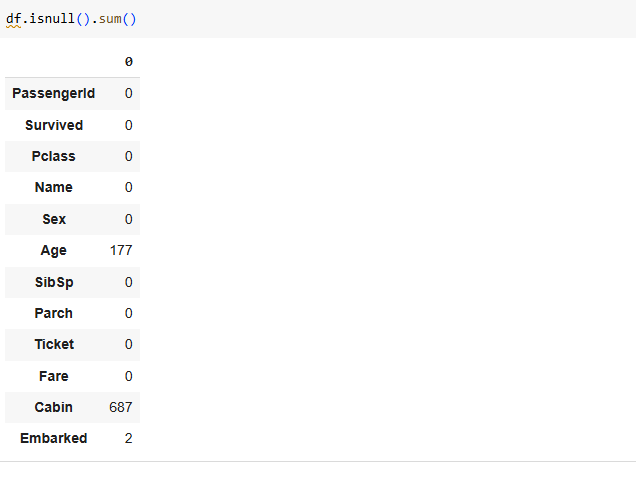 df.isnull().sum()
0
PassengerId 0
Survived 0
Pclass 0
Name 0
Sex 0
Age 177
SibSp 0
Parch 0
Ticket 0
Fare 0
Cabin 687
Embarked 2